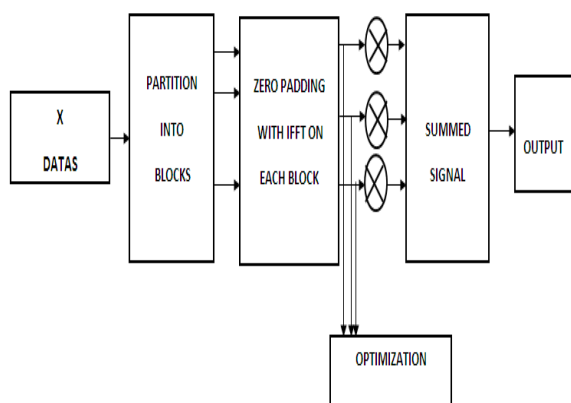 X
DATAS
PARTITION
INTO
BLOCKS
ZERO PADDING
WITH IFFT ON
EACH BLOCK
SUMMED
SIGNAL
OUTPUT
OPTIMIZATION